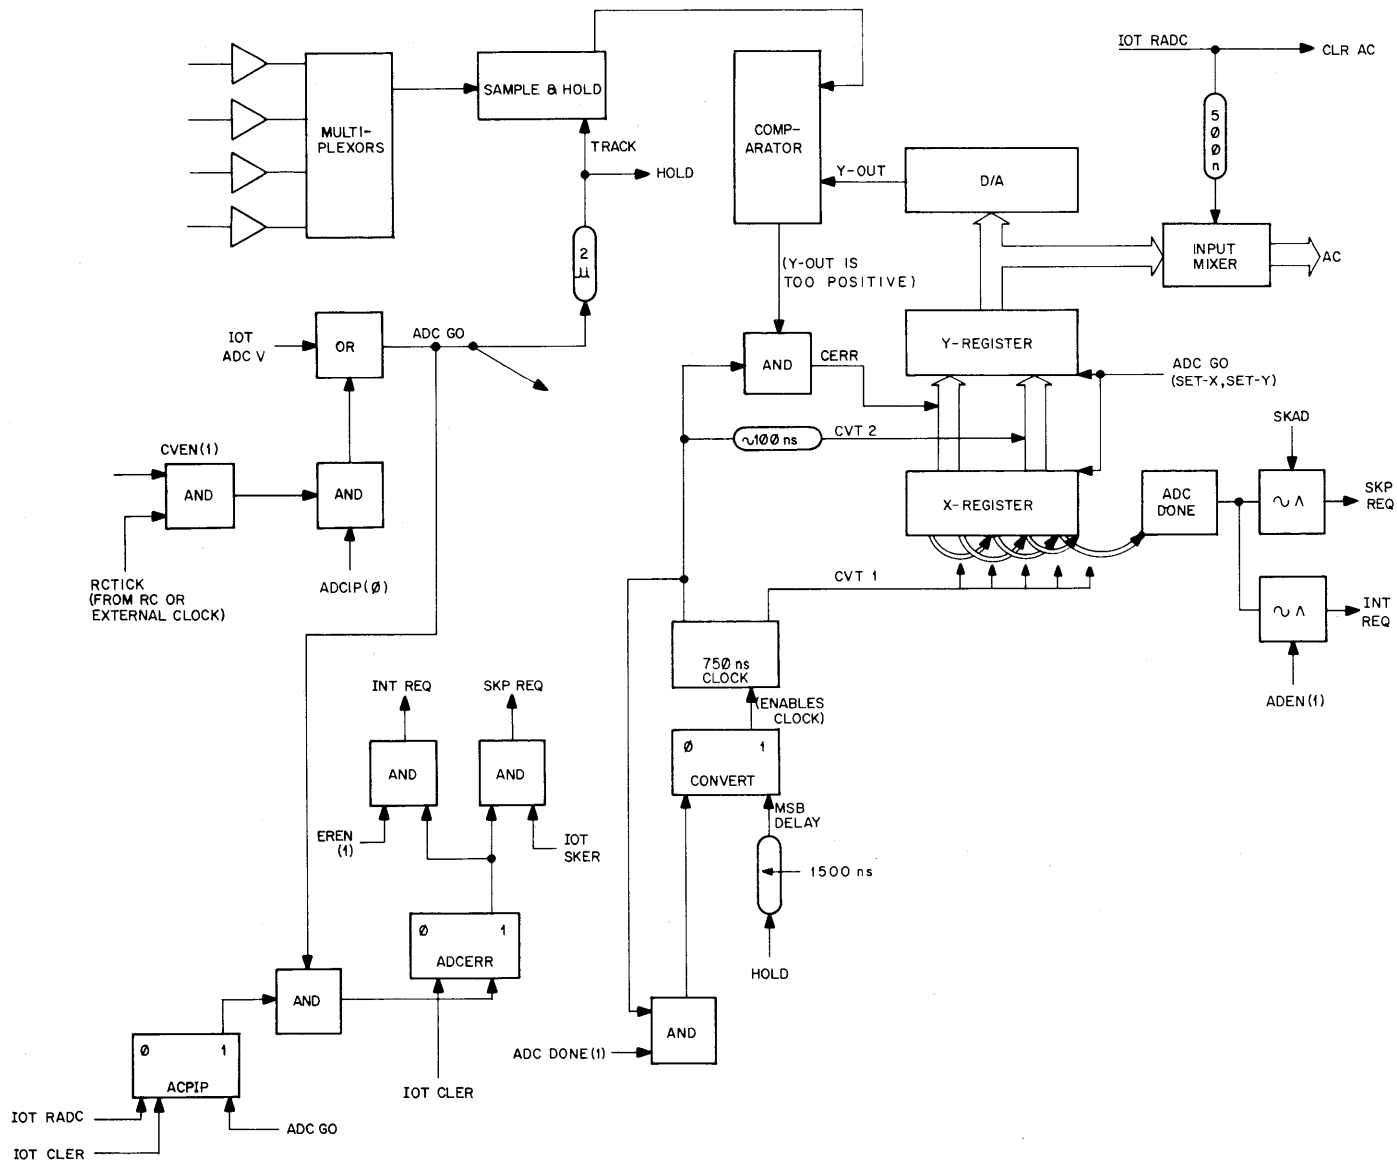 IOT RADC
CLR AC
MULTI-
PLEXORS
SAMPLE & HOLD
COMP-
ARATOR
5
0
0
n
TRACK
HOLD
Y-OUT
D/A
INPUT
MIXER
AC
2
μ
(Y-OUT IS
TOO POSITIVE)
IOT
ADC V
OR
ADC GO
AND
CERR
Y-REGISTER
ADC GO
(SET-X,SET-Y)
CVEN(1)
AND
AND
~100 ns
CVT 2
SKAD
X-REGISTER
ADC
DONE
~ Λ
SKP
REQ
RCTICK
(FROM RC OR
EXTERNAL CLOCK)
ADCIP(Ø)
CVT 1
~ Λ
INT
REQ
750 ns
CLOCK
ADEN(1)
INT REQ
SKP REQ
(ENABLES
CLOCK)
AND
AND
Ø 1
CONVERT
MSB
DELAY
EREN
(1)
IOT
SKER
1500 ns
Ø 1
ADCERR
HOLD
AND
AND
ADC DONE(1)
Ø 1
ACPIP
IOT CLER
IOT RADC
ADC GO
IOT CLER